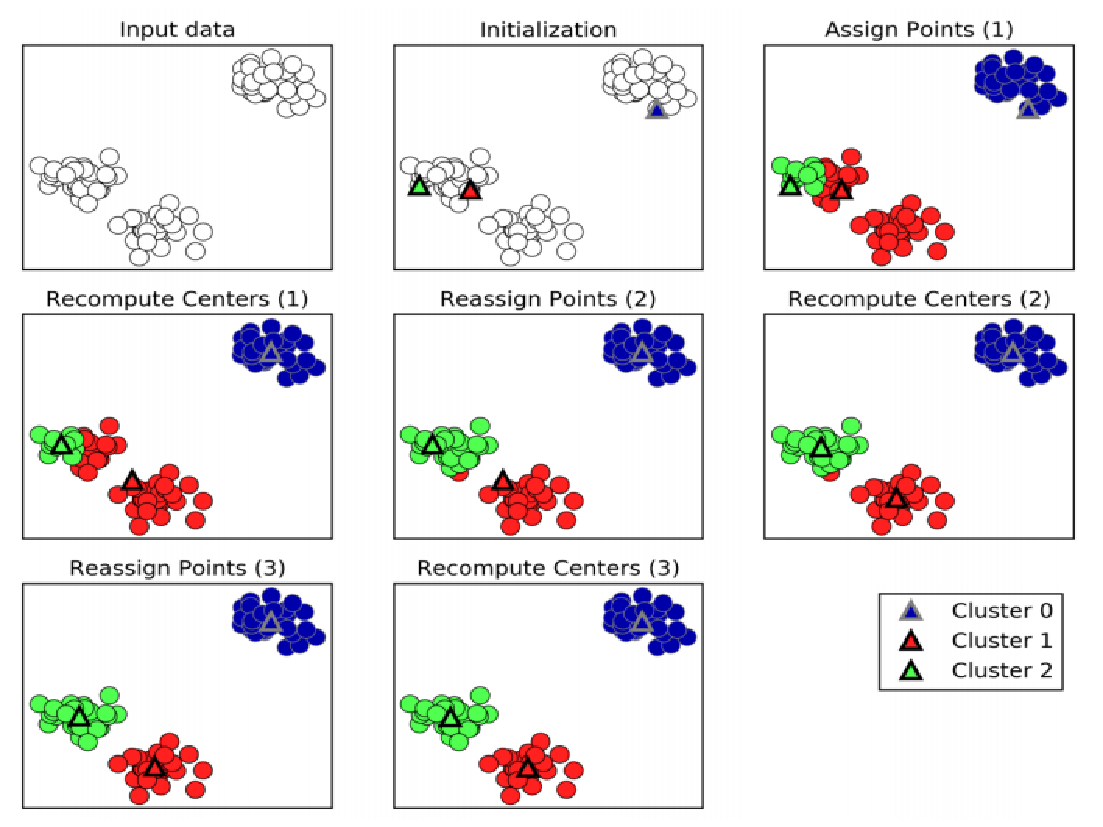 Input data
Initialization
Assign Points (1)
Recompute Centers (1)
Reassign Points (2)
Recompute Centers (2)
Reassign Points (3)
Recompute Centers (3)
Cluster 0
Cluster 1
Cluster 2